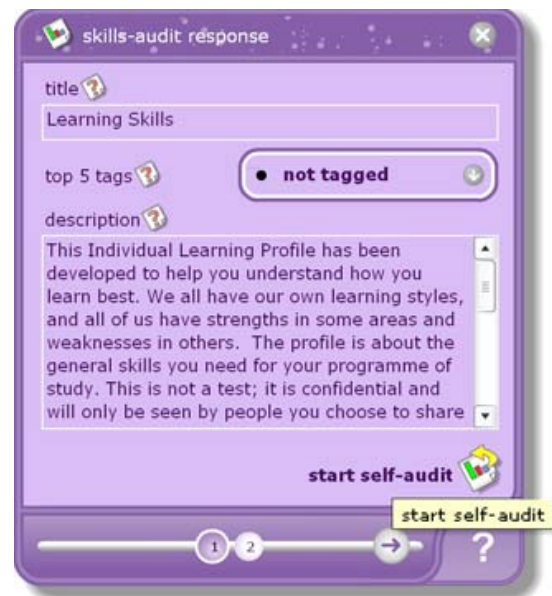 skills-audit response
title
Learning Skills
top 5 tags
not tagged
description
This Individual Learning Profile has been
developed to help you understand how you
learn best. We all have our own learning styles,
and all of us have strengths in some areas and
weaknesses in others.  The profile is about the
general skills you need for your programme of
study. This is not a test; it is confidential and
will only be seen by people you choose to share
start self-audit
start self-audit
1 2 ?